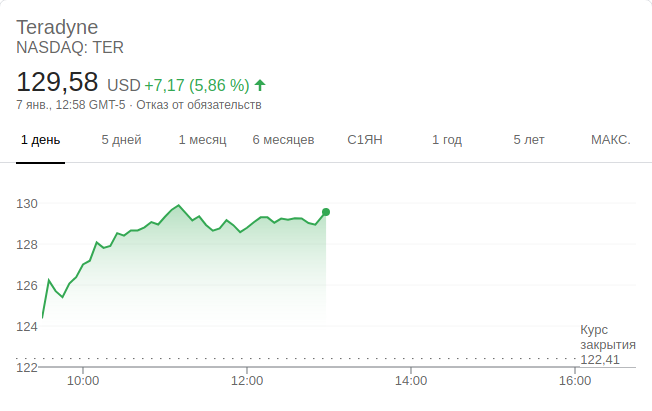 Teradyne
NASDAQ: TER
129,58 USD +7,17 (5,86 %)
7 янв., 12:58 GMT-5 · Отказ от обязательств
1 день 5 дней 1 месяц 6 месяцев С1ЯН 1 год 5 лет МАКС.
130
128
126
124
Курс
закрытия
122,41
122
10:00 12:00 14:00 16:00